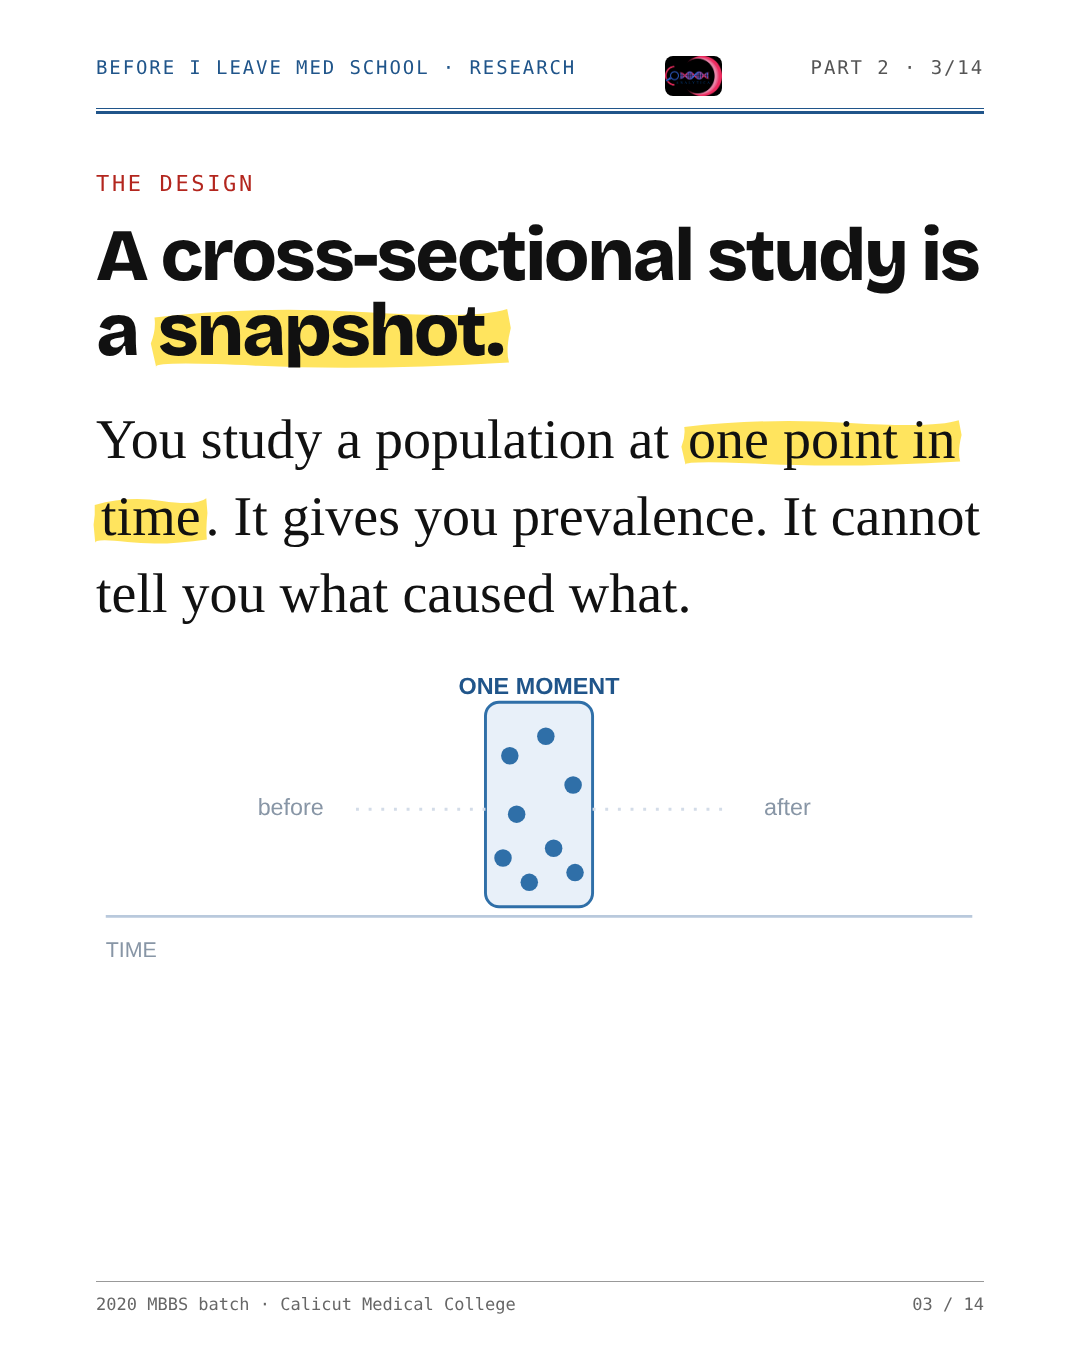 BEFORE I LEAVE MED SCHOOL · RESEARCH
PART 2 · 3/14
THE DESIGN
A cross-sectional study is
a snapshot.
You study a population at one point in
time. It gives you prevalence. It cannot
tell you what caused what.
ONE MOMENT
before
after
TIME
2020 MBBS batch · Calicut Medical College
03 / 14